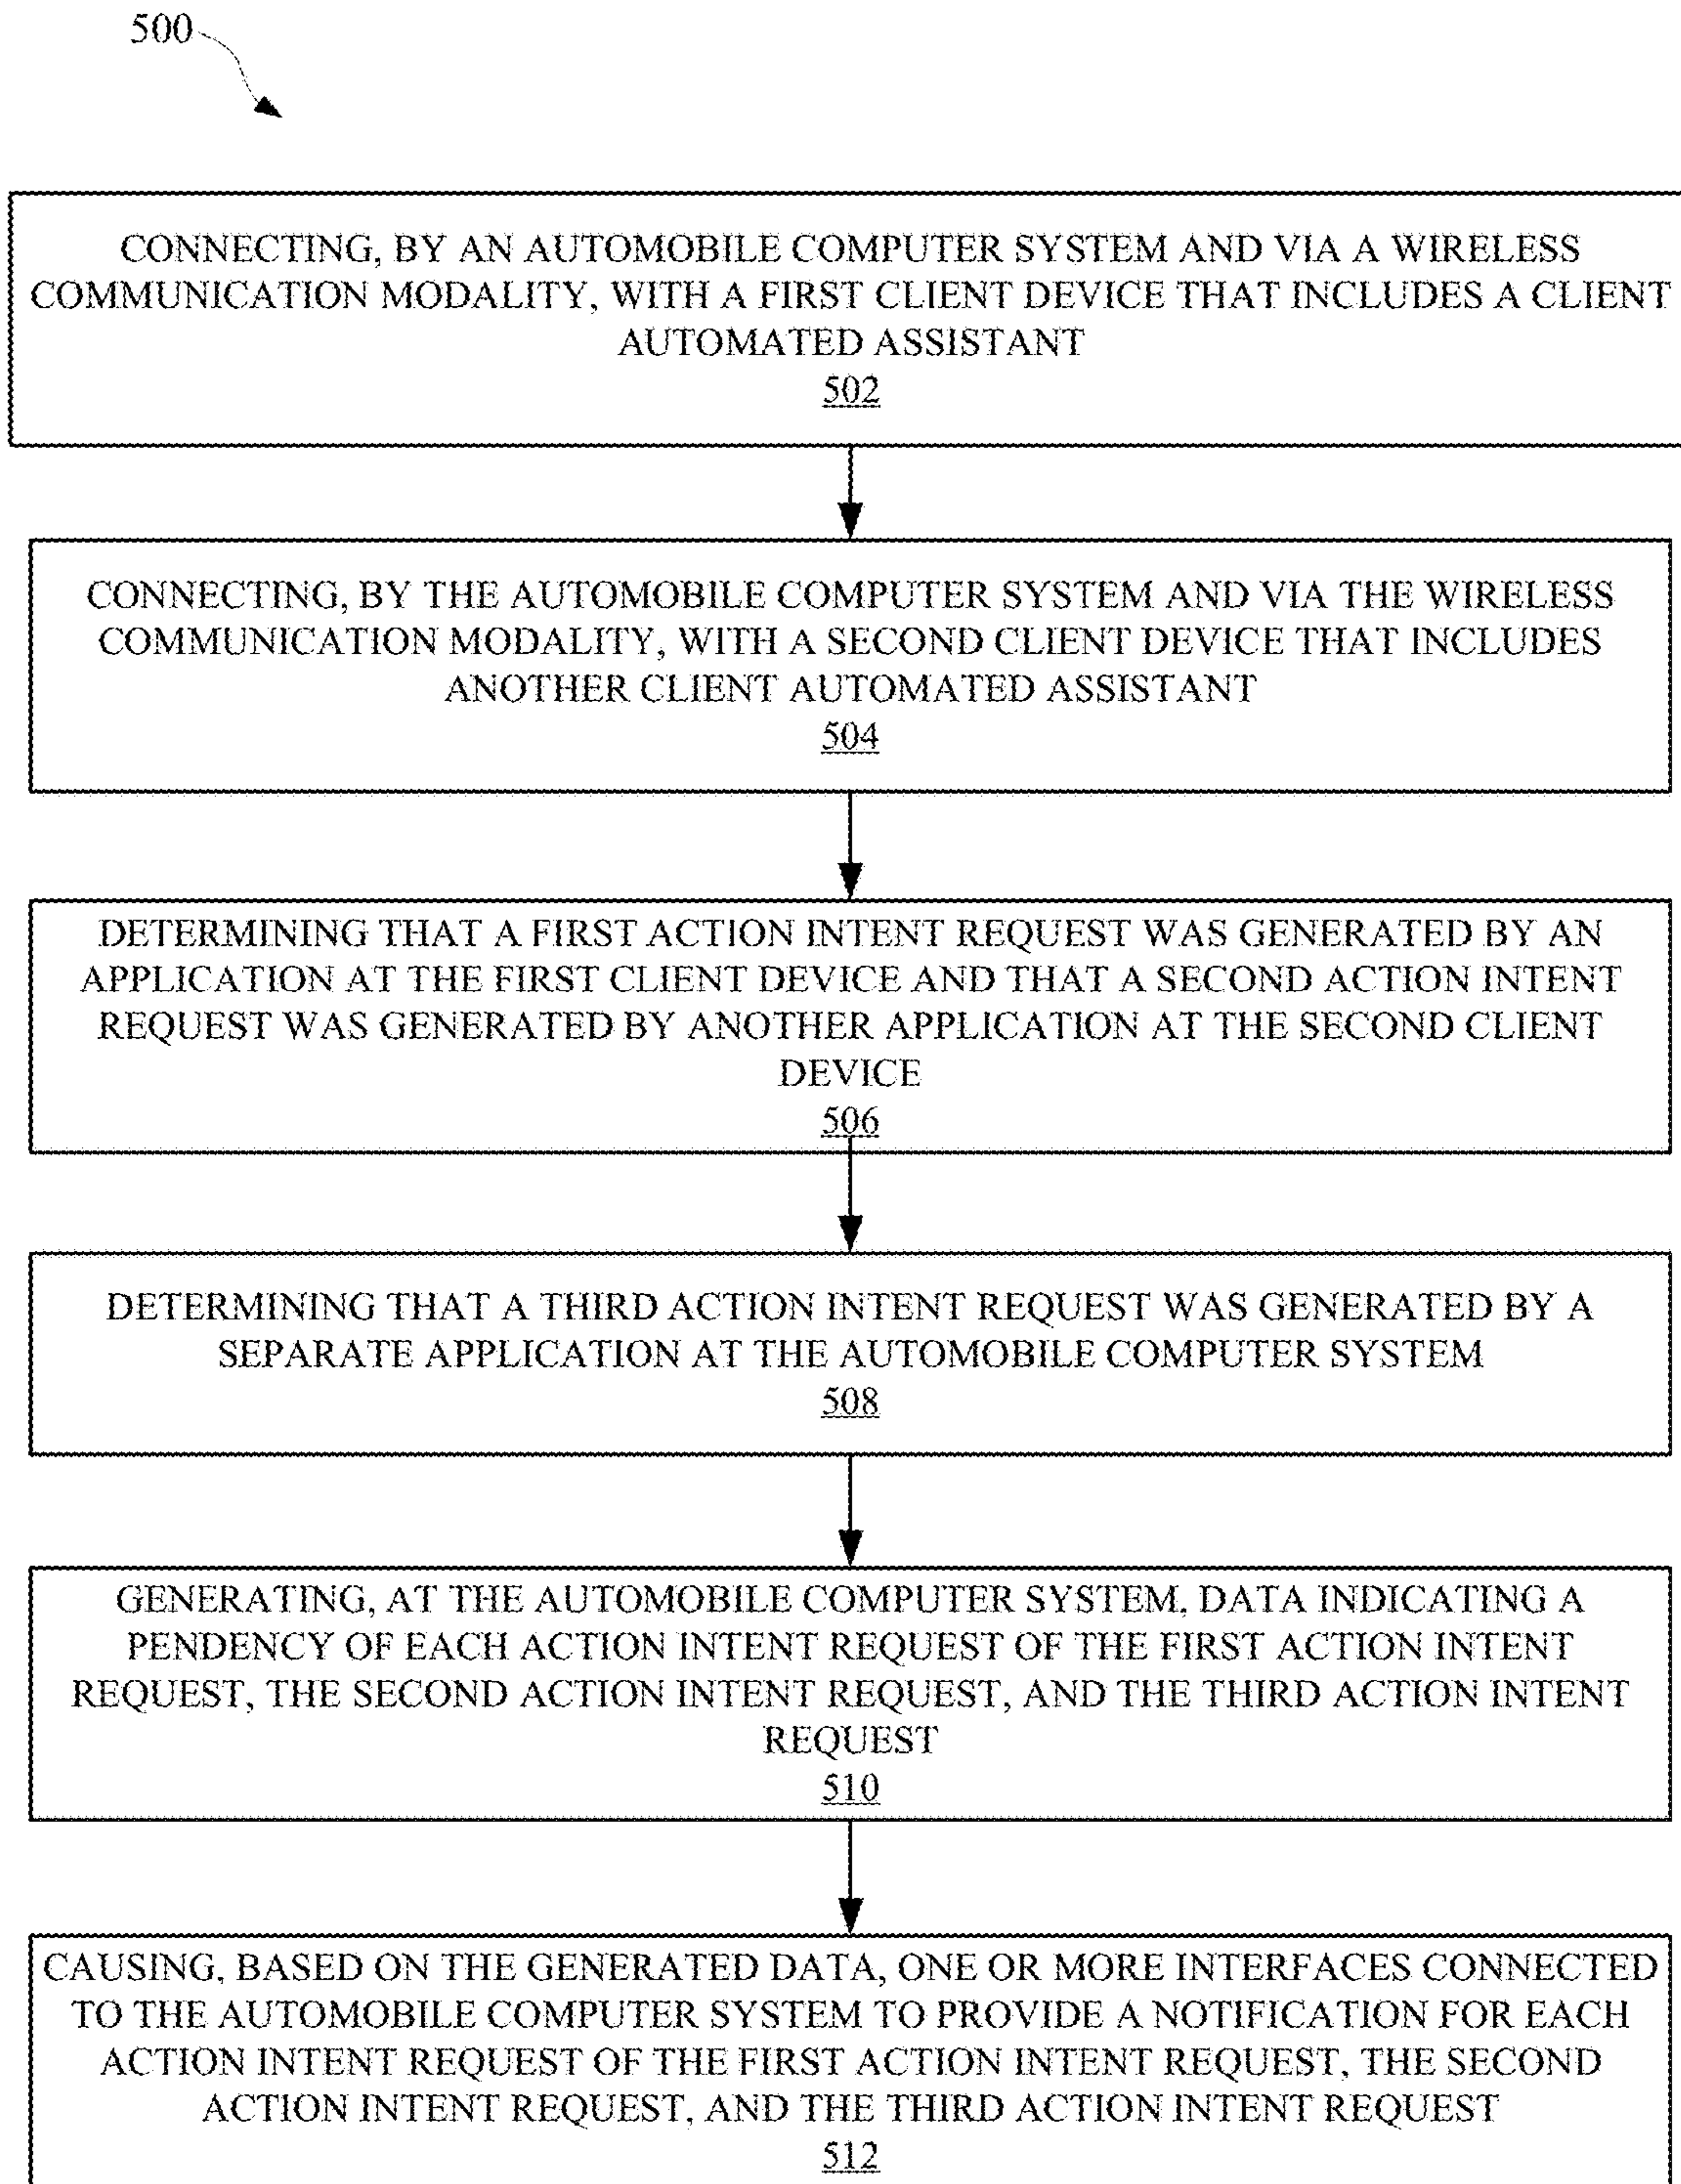 500
CONNECTING, BY AN AUTOMOBILE COMPUTER SYSTEM AND VIA A WIRELESS
COMMUNICATION MODALITY, WITH A FIRST CLIENT DEVICE THAT INCLUDES A CLIENT
AUTOMATED ASSISTANT
502
CONNECTING, BY THE AUTOMOBILE COMPUTER SYSTEM AND VIA THE WIRELESS
COMMUNICATION MODALITY, WITH A SECOND CLIENT DEVICE THAT INCLUDES
ANOTHER CLIENT AUTOMATED ASSISTANT
504
DETERMINING THAT A FIRST ACTION INTENT REQUEST WAS GENERATED BY AN
APPLICATION AT THE FIRST CLIENT DEVICE AND THAT A SECOND ACTION INTENT
REQUEST WAS GENERATED BY ANOTHER APPLICATION AT THE SECOND CLIENT
DEVICE
506
DETERMINING THAT A THIRD ACTION INTENT REQUEST WAS GENERATED BY A
SEPARATE APPLICATION AT THE AUTOMOBILE COMPUTER SYSTEM
508
GENERATING, AT THE AUTOMOBILE COMPUTER SYSTEM, DATA INDICATING A
PENDENCY OF EACH ACTION INTENT REQUEST OF THE FIRST ACTION INTENT
REQUEST, THE SECOND ACTION INTENT REQUEST, AND THE THIRD ACTION INTENT
REQUEST
510
CAUSING, BASED ON THE GENERATED DATA, ONE OR MORE INTERFACES CONNECTED
TO THE AUTOMOBILE COMPUTER SYSTEM TO PROVIDE A NOTIFICATION FOR EACH
ACTION INTENT REQUEST OF THE FIRST ACTION INTENT REQUEST, THE SECOND
ACTION INTENT REQUEST, AND THE THIRD ACTION INTENT REQUEST
512